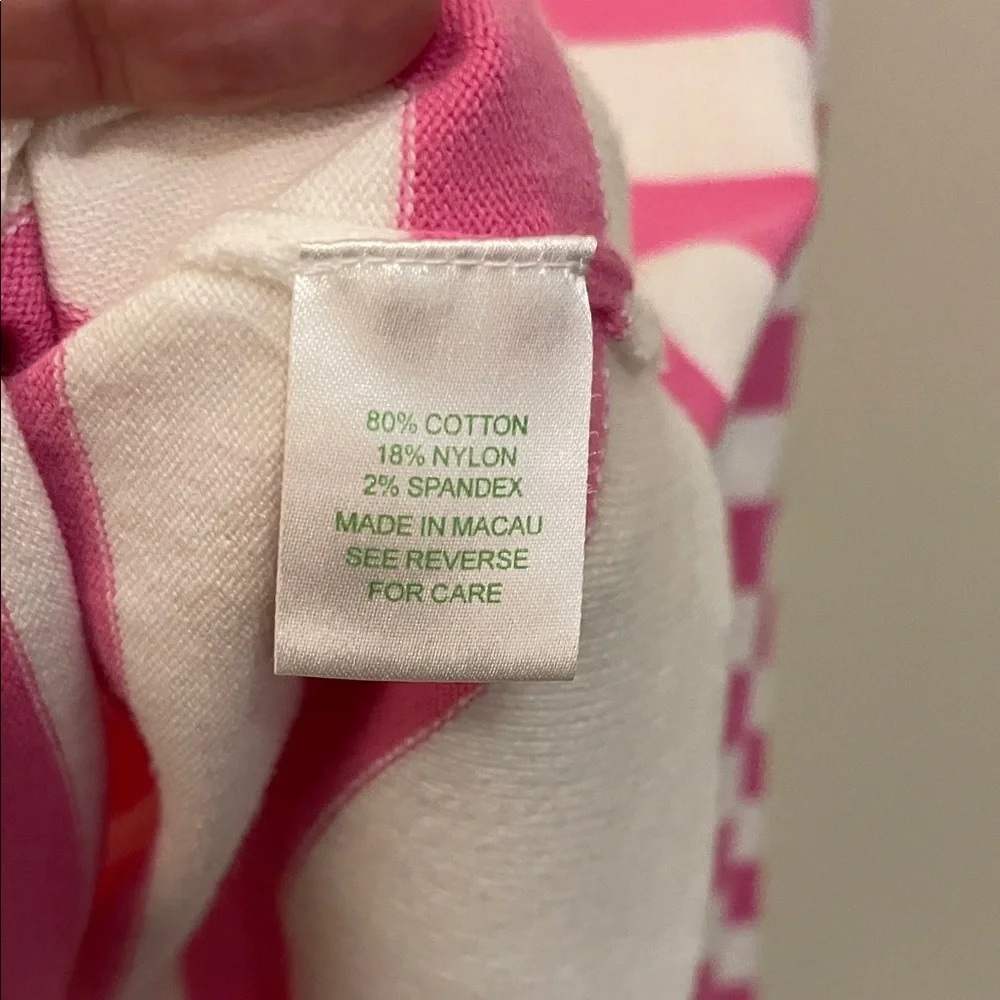 80% COTTON
18% NYLON
2% SPANDEX
MADE IN MACAU
SEE REVERSE
FOR CARE